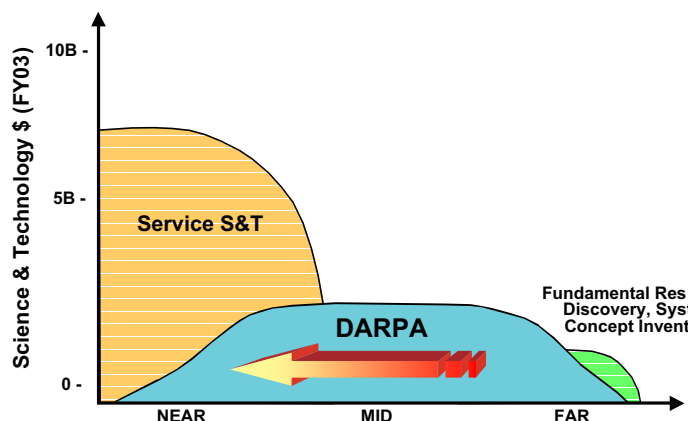 10B -
Science & Technology $ (FY03)
5B -
Service S&T
Fundamental Res
Discovery, Syst
Concept Invent
DARPA
0 -
NEAR MID FAR